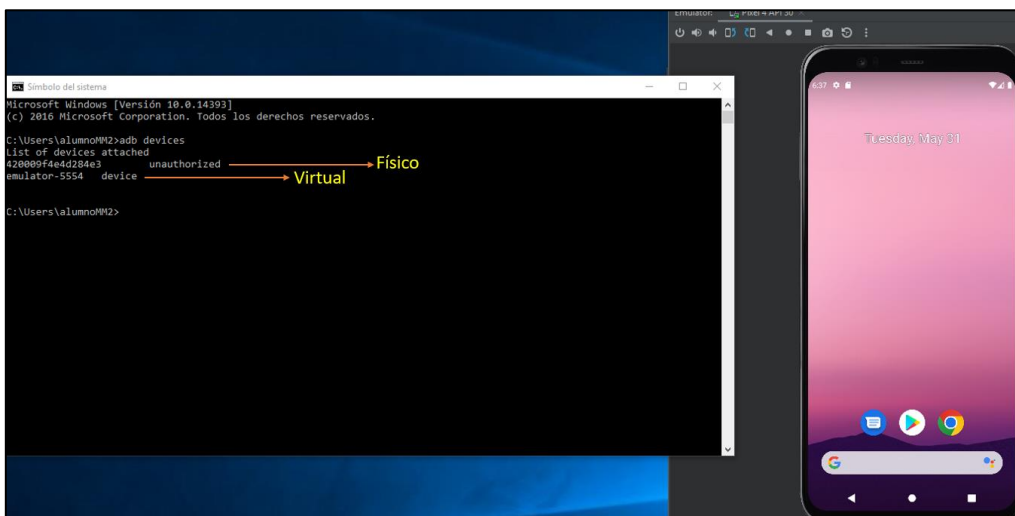 Emulator: Pixel 4 API 30
Símbolo del sistema
Microsoft Windows [Versión 10.0.14393]
(c) 2016 Microsoft Corporation. Todos los derechos reservados.
C:\Users\alumnoMM2>adb devices
List of devices attached
420009f4e4d284e3 unauthorized
Físico
emulator-5554 device
Virtual
C:\Users\alumnoMM2>
6:37
Tuesday, May 31